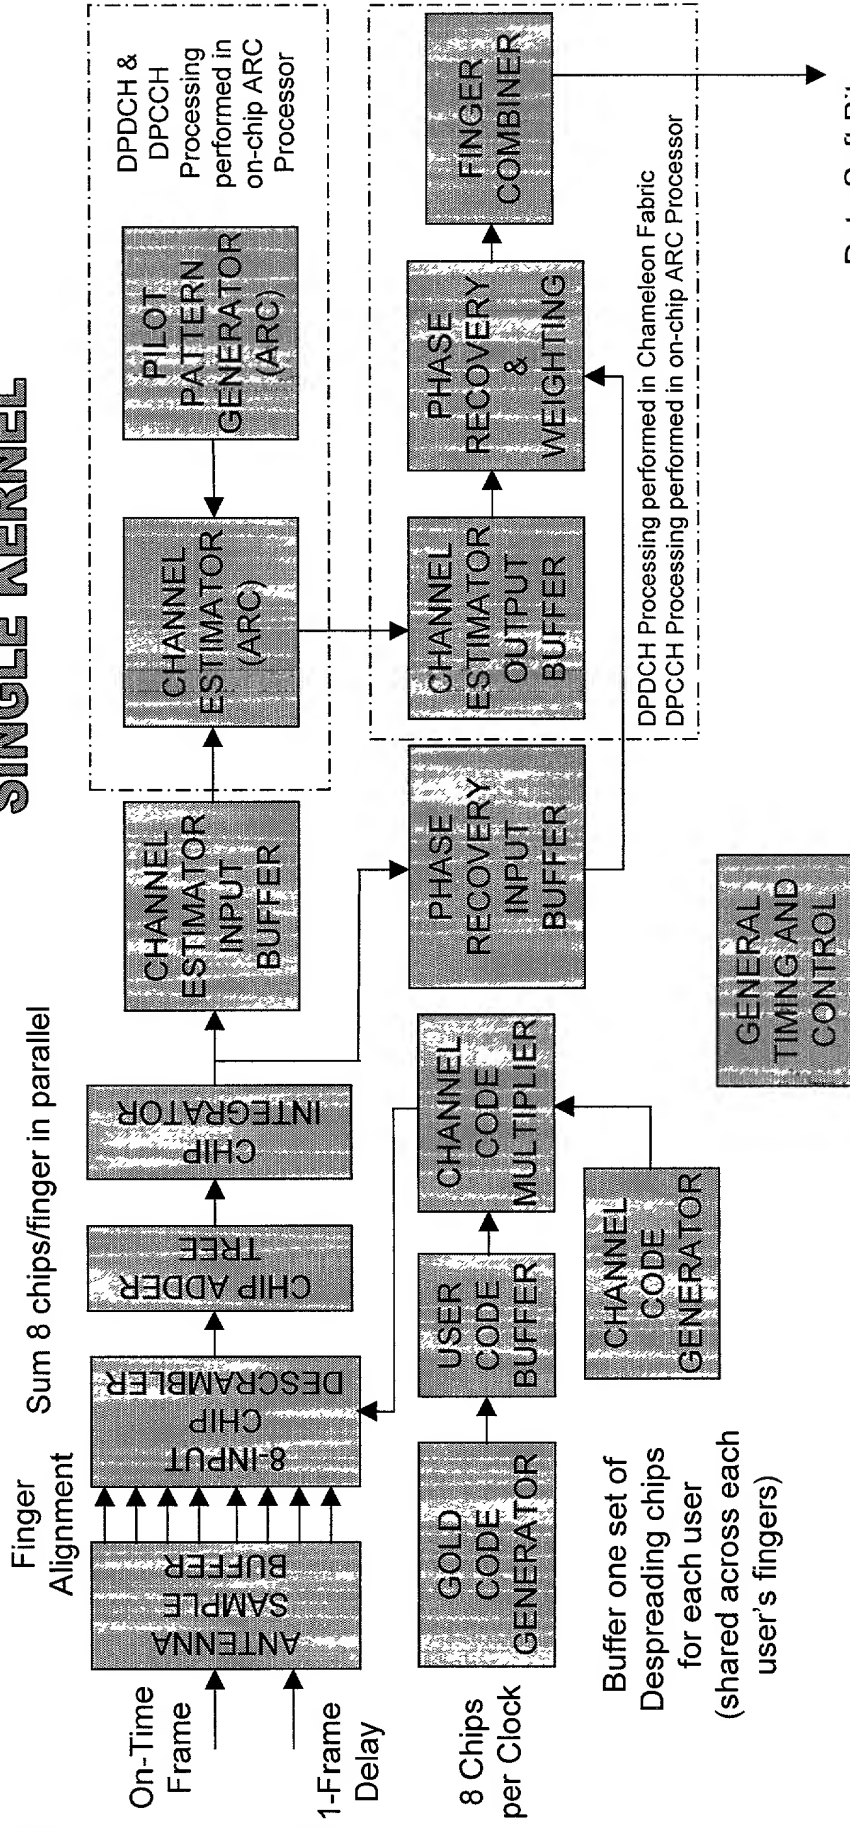 SINGLE KERNEL
Finger
Alignment
Sum 8 chips/finger in parallel
On-Time
Frame
1-Frame
Delay
ANTENNA
SAMPLE
BUFFER
8-INPUT
CHIP
DESCRAMBLER
CHIP ADDER
TREE
CHIP
INTEGRATOR
CHANNEL
ESTIMATOR
INPUT
BUFFER
CHANNEL
ESTIMATOR
(ARC)
PILOT
PATTERN
GENERATOR
(ARC)
DPDCH &
DPCCH
Processing
performed in
on-chip ARC
Processor
8 Chips
per Clock
GOLD
CODE
GENERATOR
USER
CODE
BUFFER
CHANNEL
CODE
MULTIPLIER
PHASE
RECOVERY
INPUT
BUFFER
CHANNEL
ESTIMATOR
OUTPUT
BUFFER
PHASE
RECOVERY
&
WEIGHTING
FINGER
COMBINER
DPDCH Processing performed in Chameleon Fabric
DPCCH Processing performed in on-chip ARC Processor
Buffer one set of
Despreading chips
for each user
(shared across each
user's fingers)
CHANNEL
CODE
GENERATOR
GENERAL
TIMING AND
CONTROL